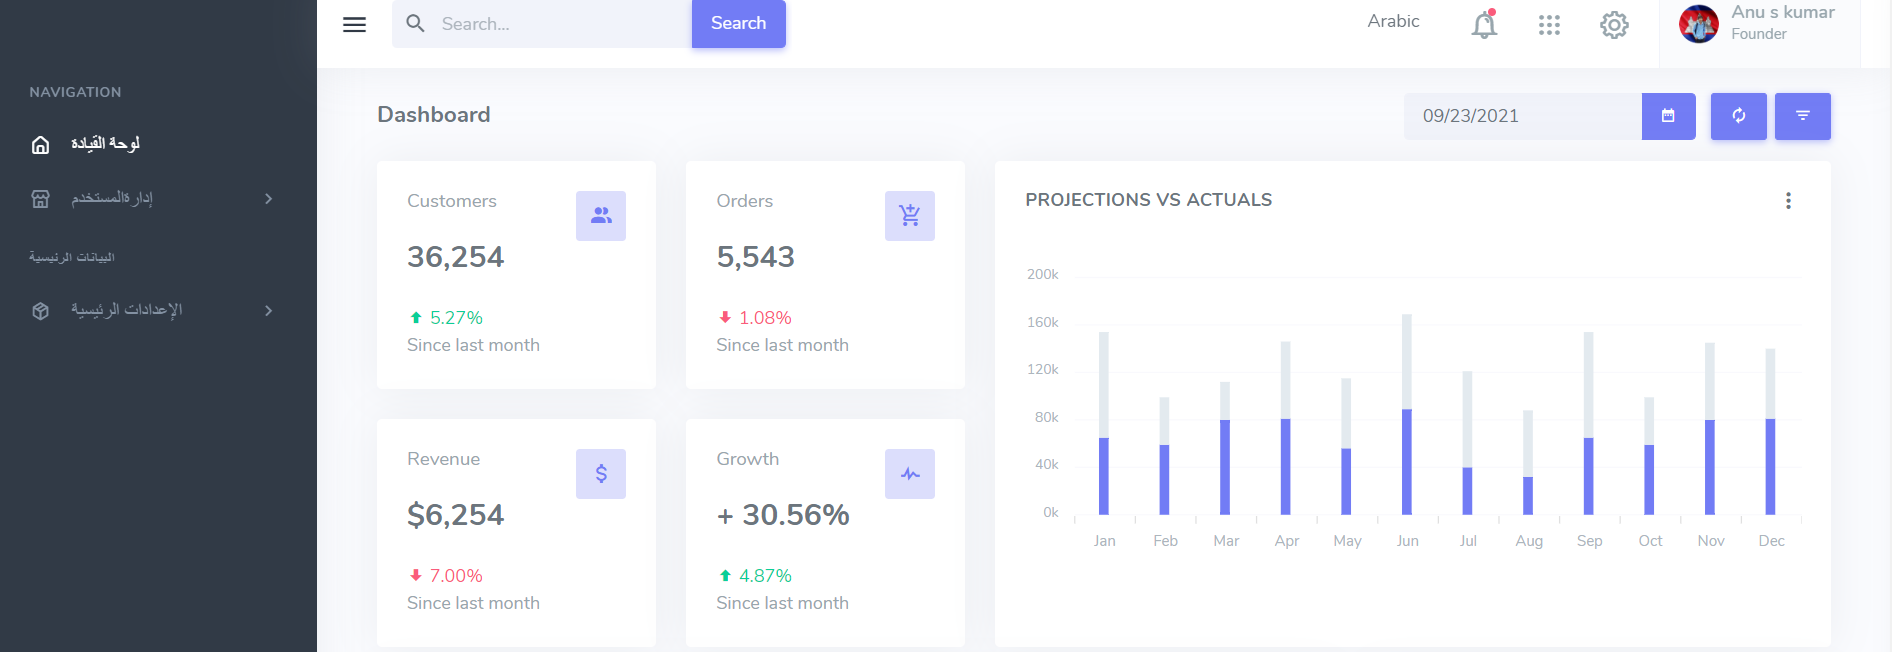 Search...
Search
Arabic
Anu s kumar
Founder
NAVIGATION
لوحة القيادة
إدارةالمستخدم
البيانات الرئيسية
الإعدادات الرئيسية
Dashboard
09/23/2021
Customers
36,254
5.27%
Since last month
Orders
5,543
1.08%
Since last month
Revenue
$
$6,254
7.00%
Since last month
Growth
+ 30.56%
4.87%
Since last month
PROJECTIONS VS ACTUALS
200k
160k
120k
80k
40k
0k
Jan Feb Mar Apr May Jun Jul Aug Sep Oct Nov Dec